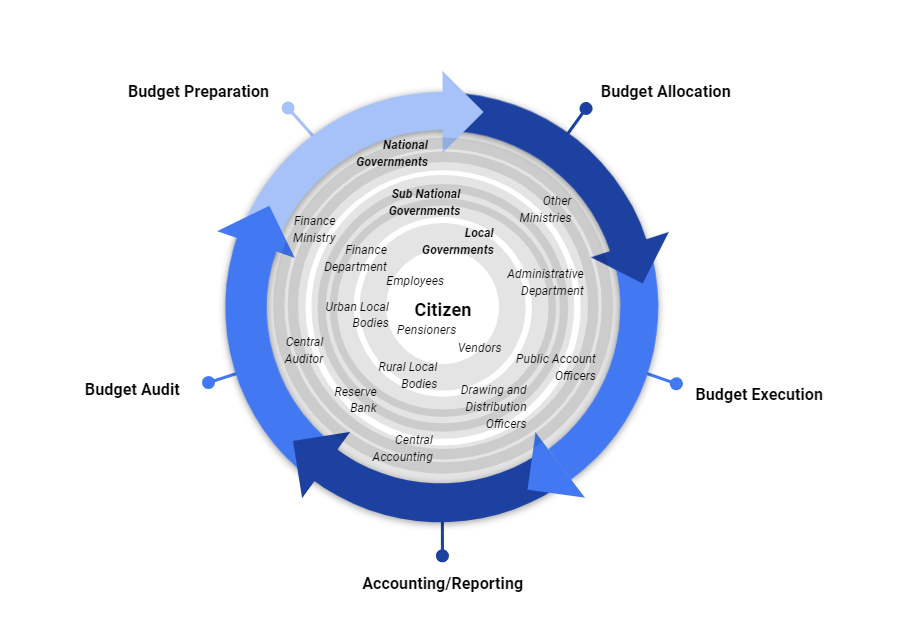 Budget Preparation
Budget Allocation
National
Governments
Sub National
Governments
Other
Ministries
Finance
Ministry
Local
Governments
Finance
Department
Administrative
Department
Employees
Urban Local
Bodies
Citizen
Pensioners
Central
Auditor
Vendors
Public Account
Officers
Rural Local
Bodies
Reserve
Bank
Drawing and
Distribution
Officers
Central
Accounting
Budget Audit
Budget Execution
Accounting/Reporting